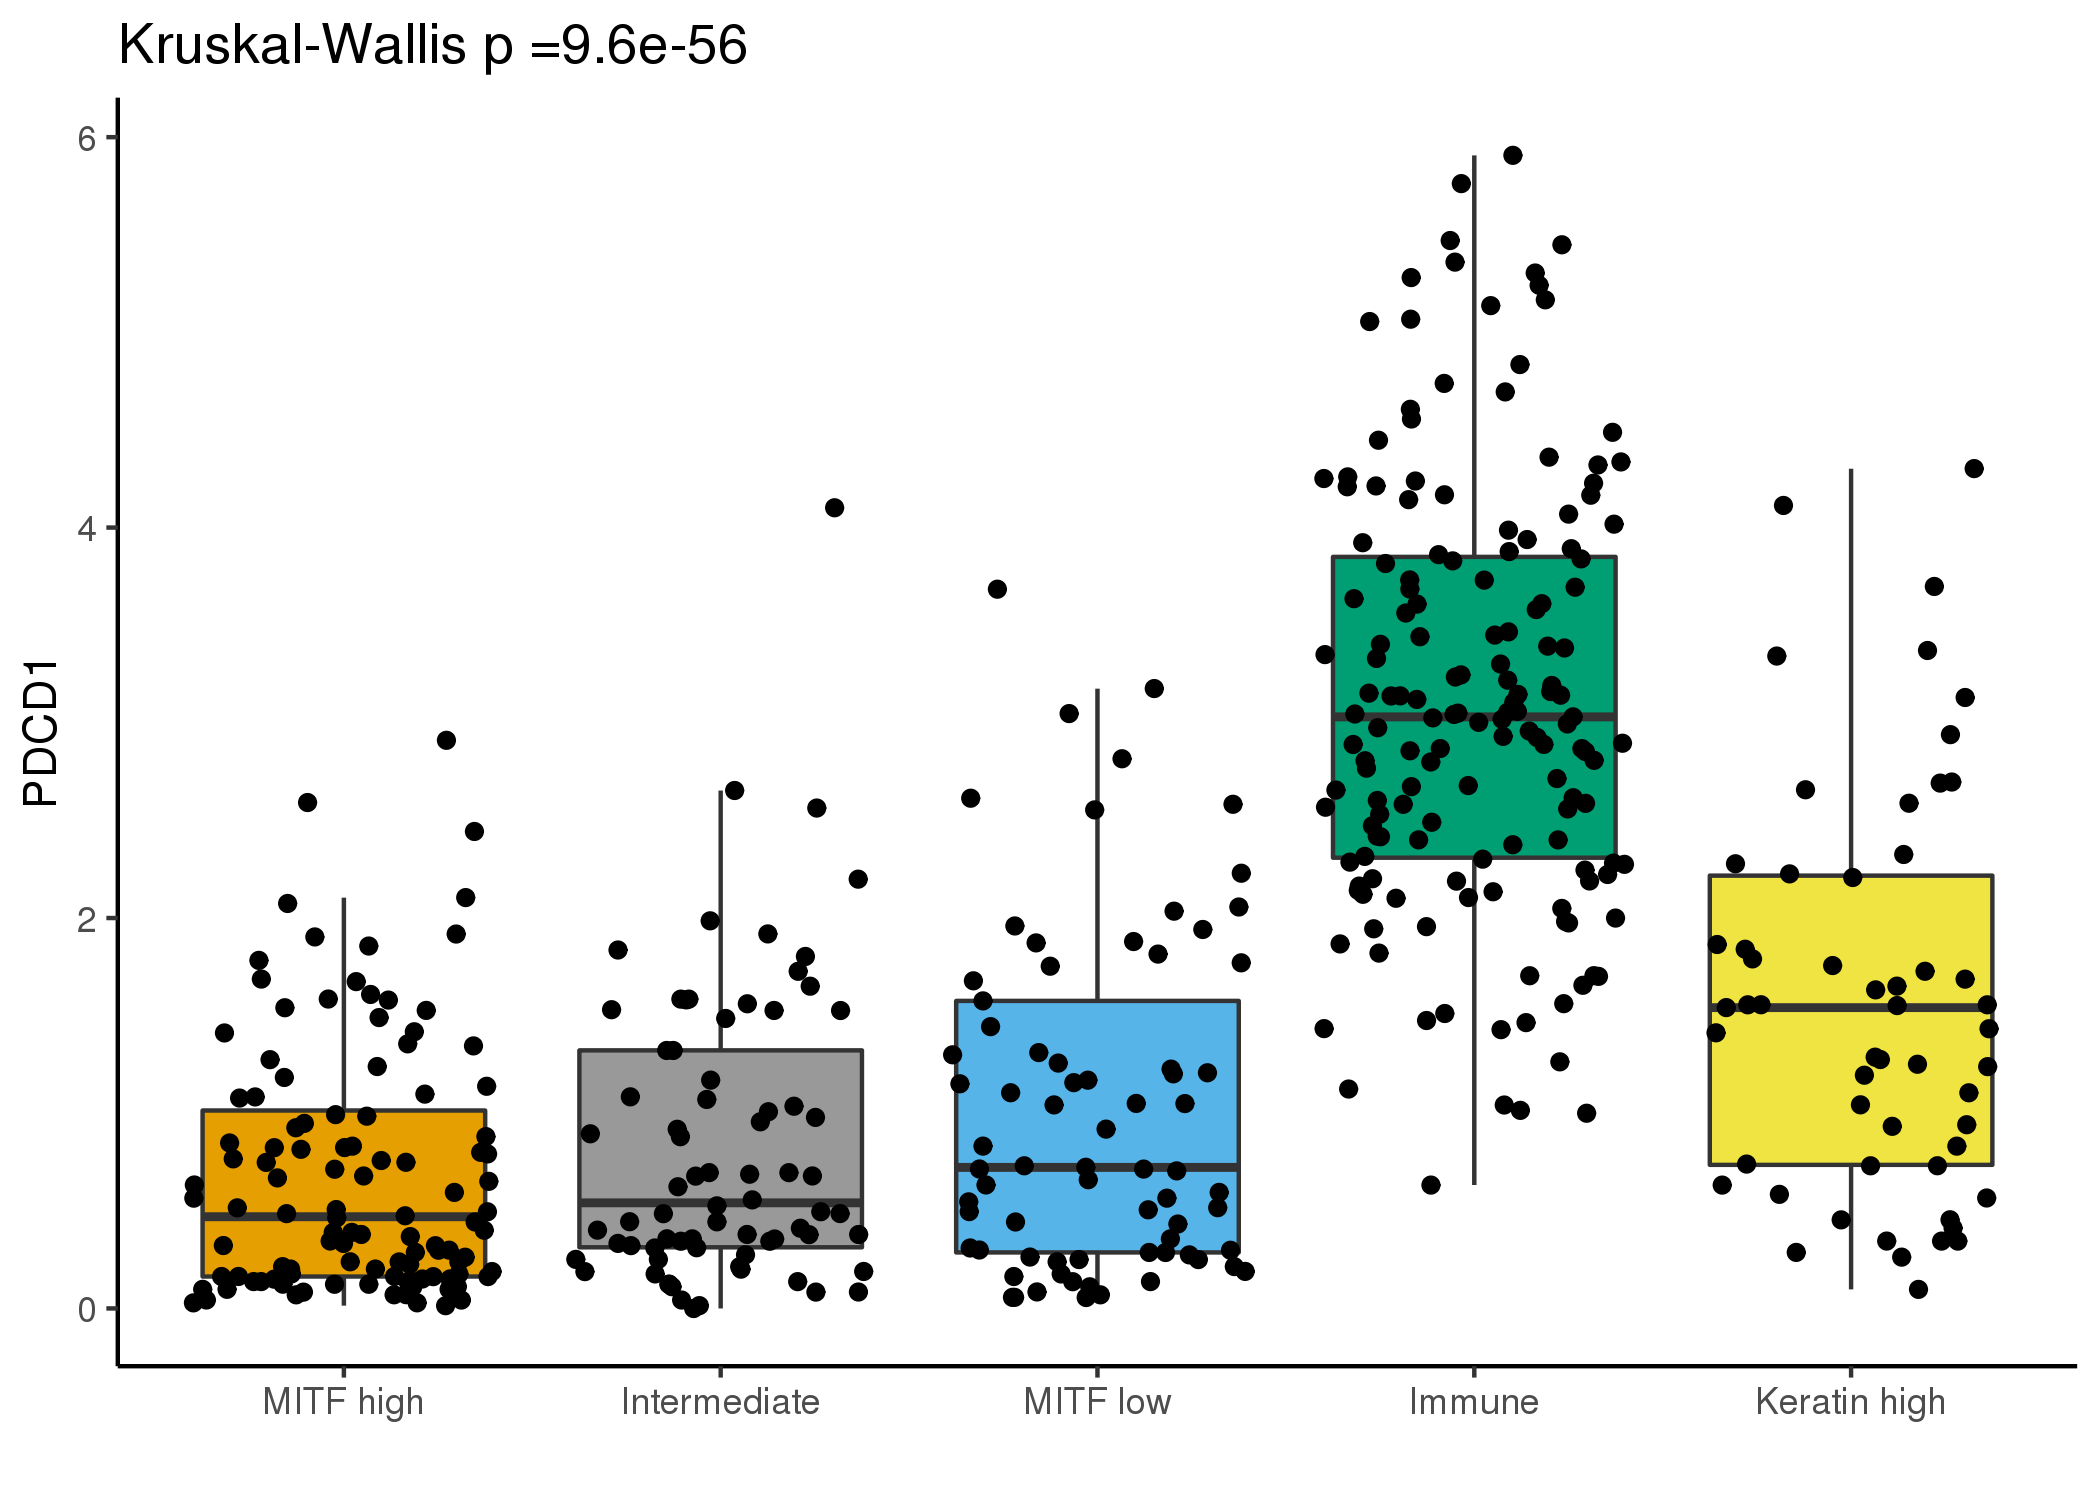 Kruskal-Wallis p =9.6e-56
PDCD1
6
4
2
0
MITF high
Intermediate
MITF low
Immune
Keratin high